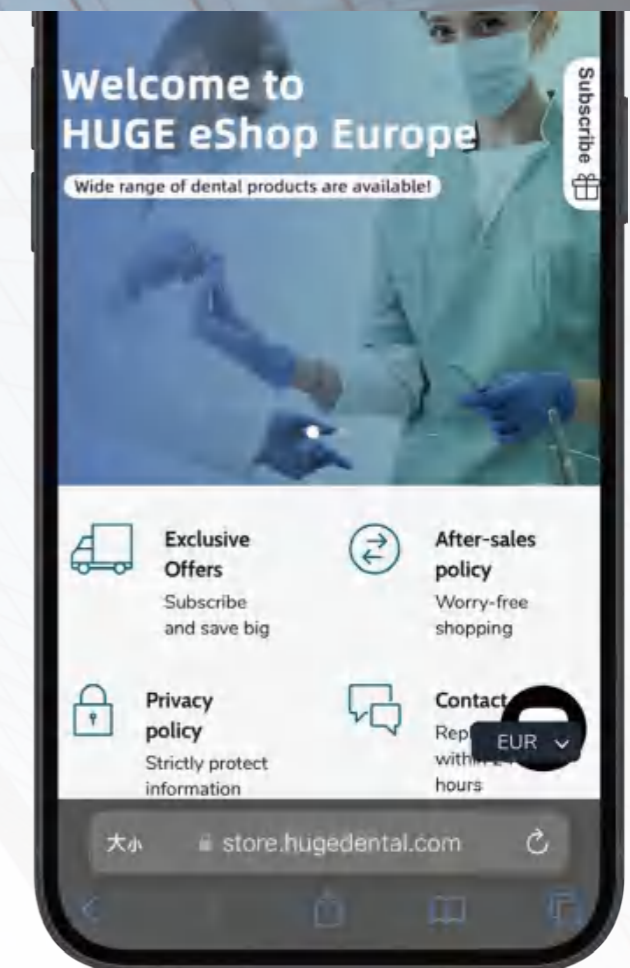 Welcome to
HUGE eShop Europe
Wide range of dental products are available!
Subscribe
Exclusive
Offers
Subscribe
and save big
After-sales
policy
Worry-free
shopping
Privacy
policy
Strictly protect
information
Contact
EUR
hours
大小
store.hugedental.com